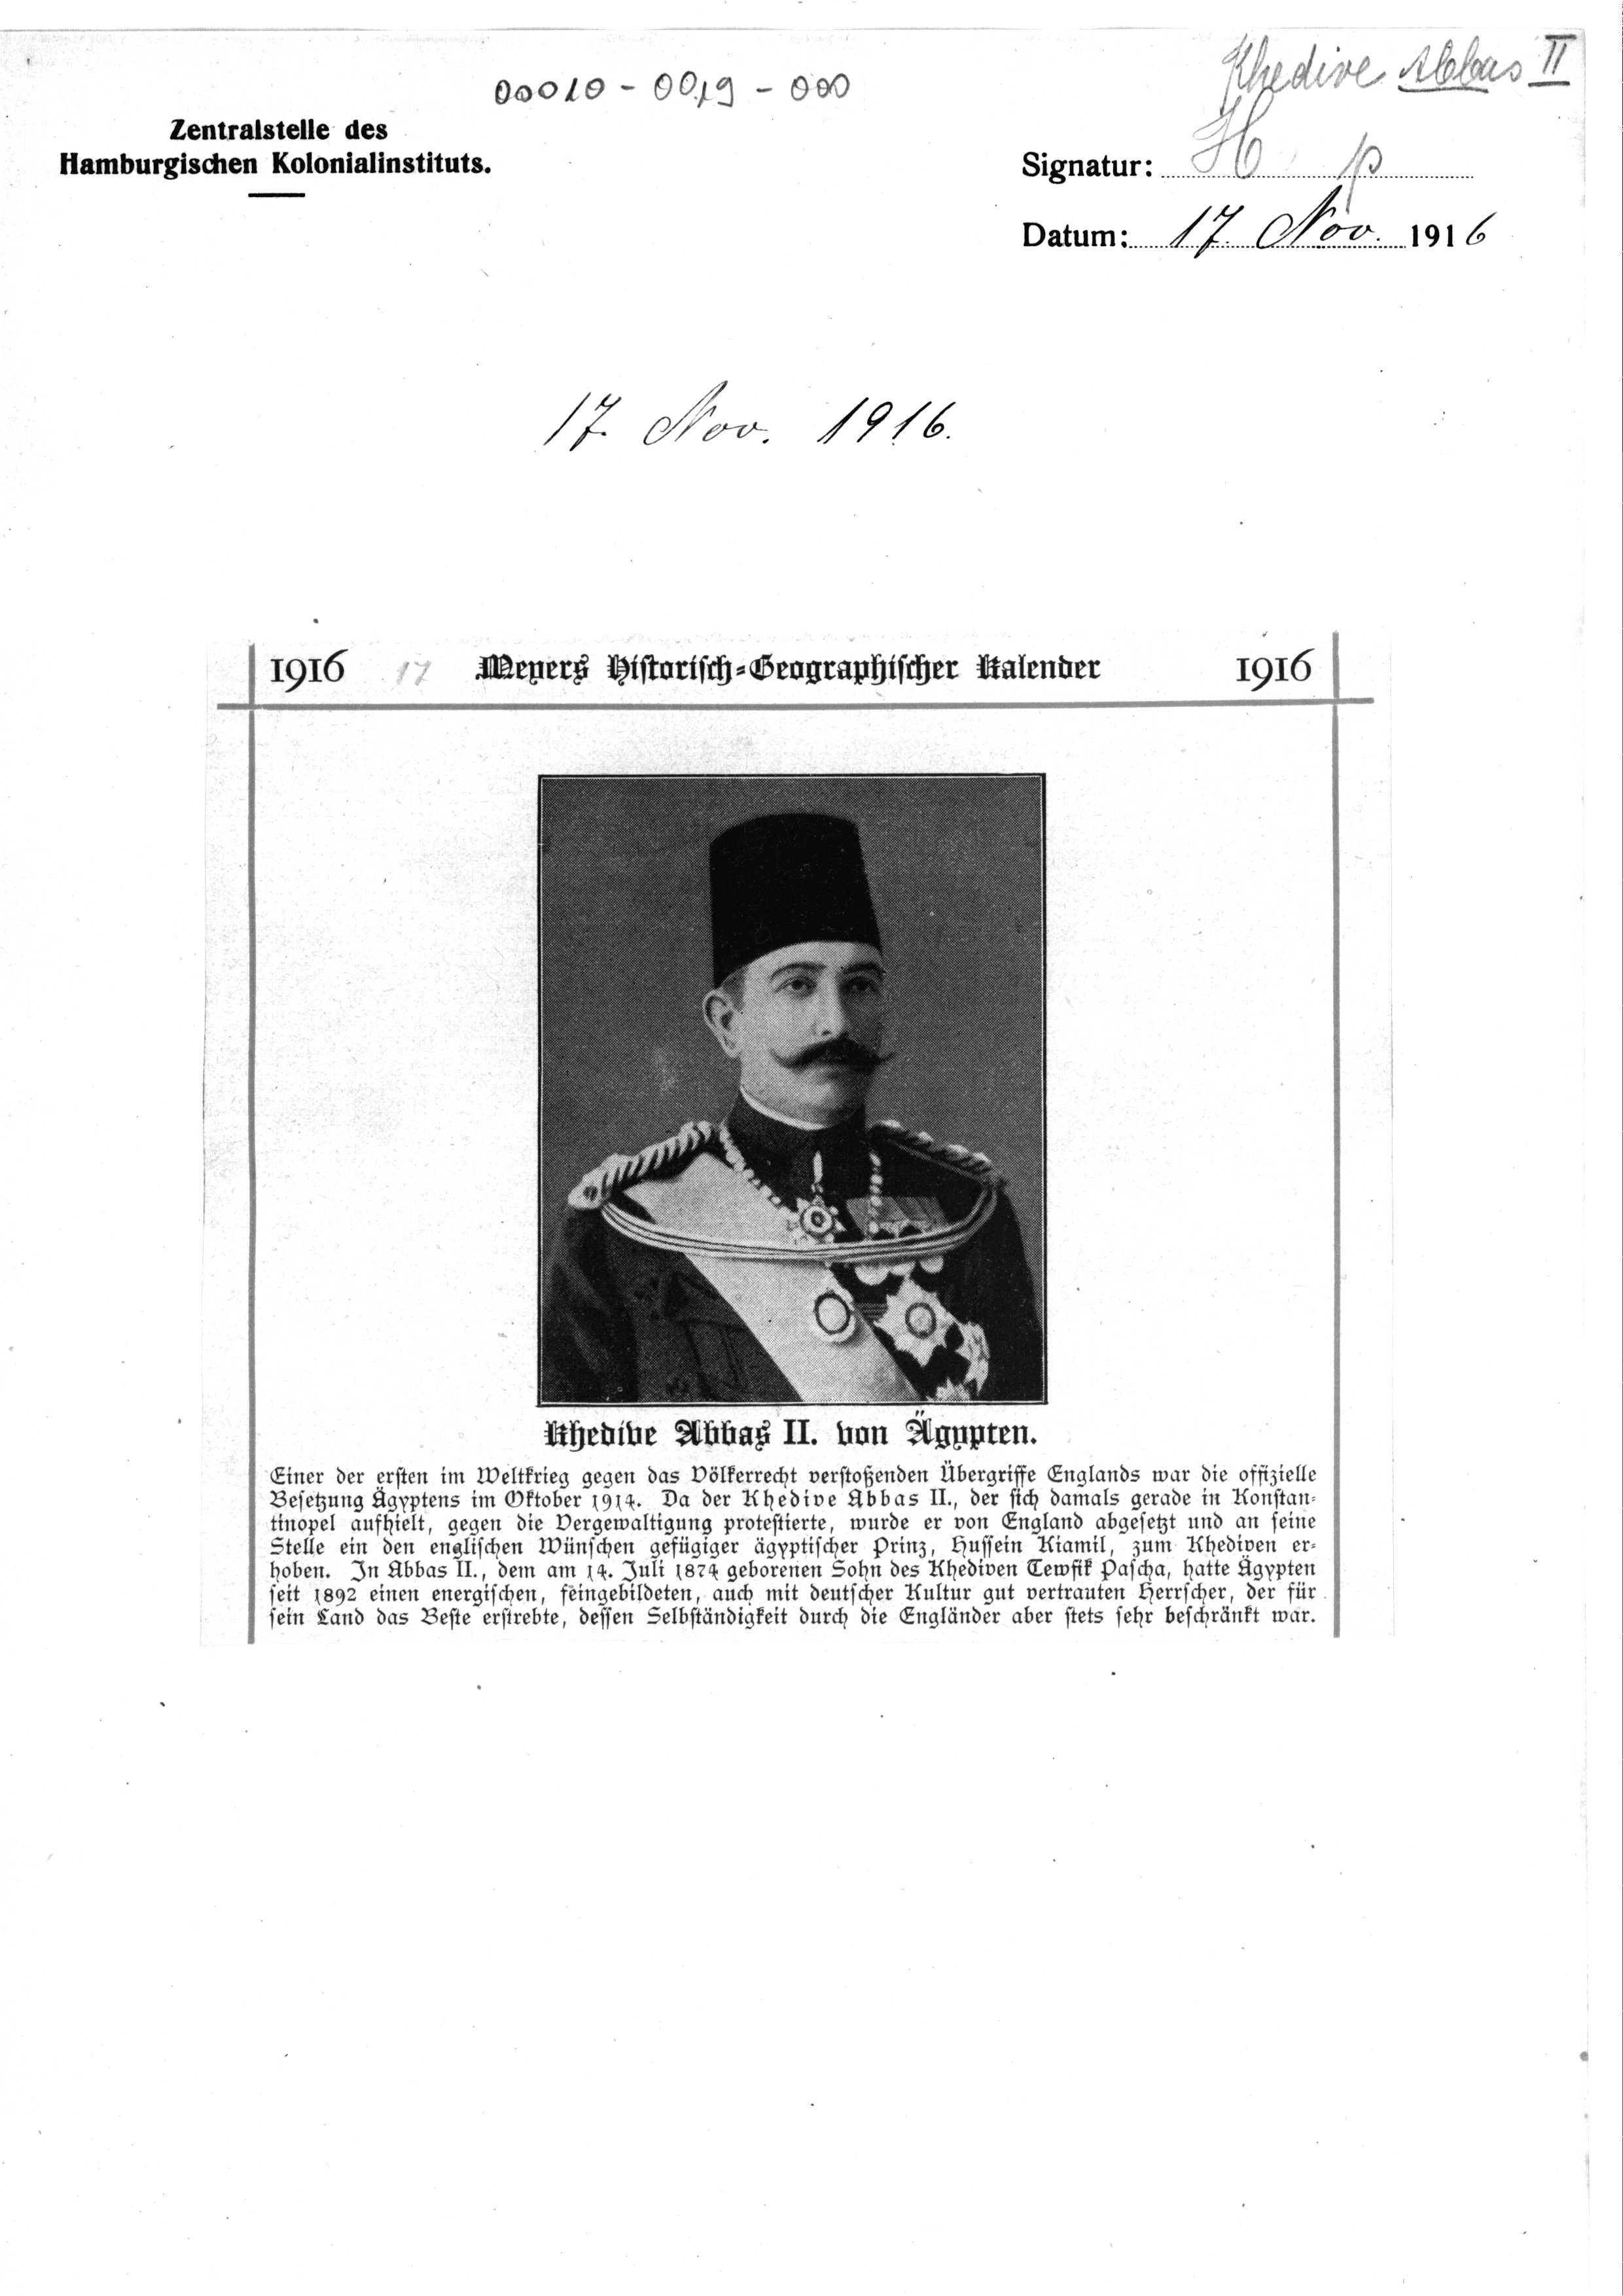 Khedive Abbas II
00010 - 0019 - 000
Zentralstelle des
Hamburgischen Kolonialinstituts.
Signatur: H p
Datum: 17. Nov. 1916
17. Nov. 1916.
1916 17 Meyers Historisch-Geographischer Kalender 1916
Khedive Abbas II. von Ägypten.
Einer der ersten im Weltkrieg gegen das Völkerrecht verstoßenden Übergriffe Englands war die offizielle
Besetzung Ägyptens im Oktober 1914. Da der Khedive Abbas II., der sich damals gerade in Konstan-
tinopel aufhielt, gegen die Vergewaltigung protestierte, wurde er von England abgesetzt und an seine
Stelle ein den englischen Wünschen gefügiger ägyptischer Prinz, Hussein Kiamil, zum Khediven er-
hoben. In Abbas II., dem am 14. Juli 1874 geborenen Sohn des Khediven Tewfik Pascha, hatte Ägypten
seit 1892 einen energischen, feingebildeten, auch mit deutscher Kultur gut vertrauten Herrscher, der für
sein Land das Beste erstrebte, dessen Selbständigkeit durch die Engländer aber stets sehr beschränkt war.